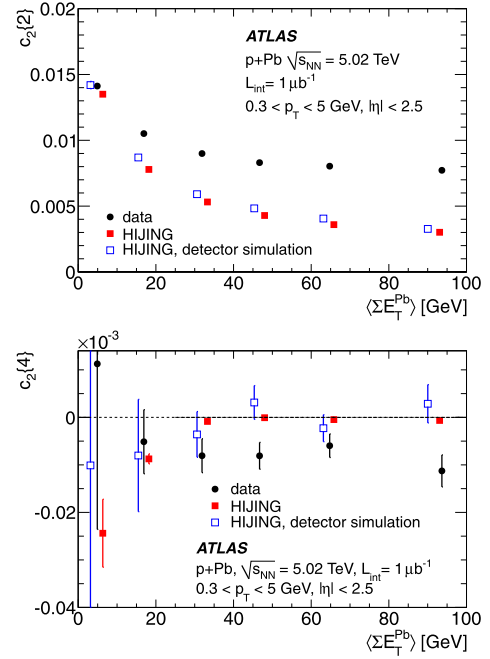 0.02
c₂{2}
ATLAS
p+Pb √sNN = 5.02 TeV
0.015
Lint= 1 μb⁻¹
0.3 < pT < 5 GeV, |η| < 2.5
0.01
0.005
data
HIJING
HIJING, detector simulation
0
0 20 40 60 80 100
⟨ΣETPb⟩ [GeV]
×10⁻³
c₂{4}
0
-0.02
data
HIJING
HIJING, detector simulation
ATLAS
p+Pb, √sNN = 5.02 TeV, Lint= 1μb⁻¹
0.3 < pT < 5 GeV, |η| < 2.5
-0.04
0 20 40 60 80 100
⟨ΣETPb⟩ [GeV]